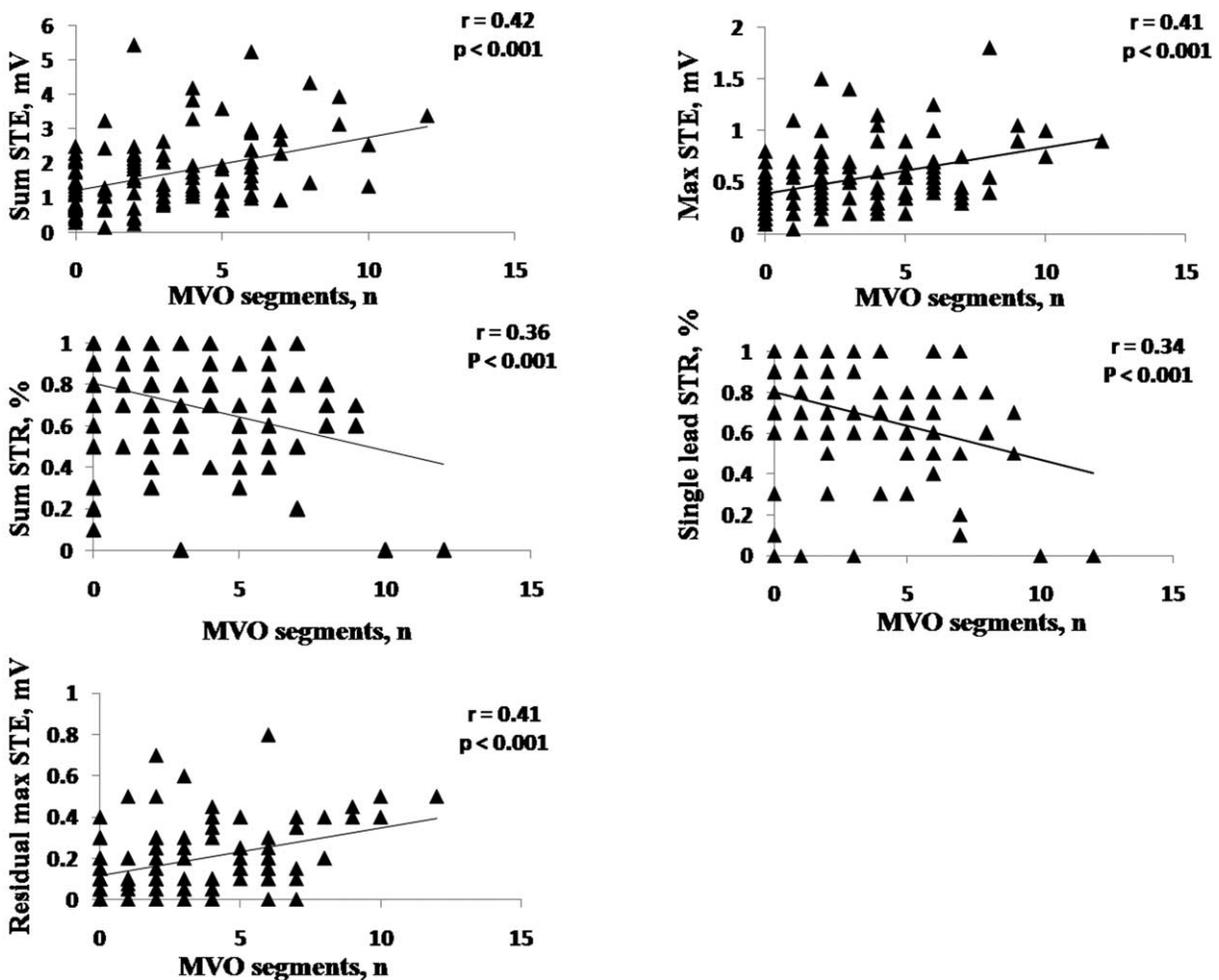 Sum STE, mV
6
5
4
3
2
1
0
r = 0.42
p < 0.001
0 5 10 15
MVO segments, n
Max STE, mV
2
1.5
1
0.5
0
r = 0.41
p < 0.001
0 5 10 15
MVO segments, n
Sum STR, %
1
0.8
0.6
0.4
0.2
0
r = 0.36
P < 0.001
0 5 10 15
MVO segments, n
Single lead STR, %
1
0.8
0.6
0.4
0.2
0
r = 0.34
P < 0.001
0 5 10 15
MVO segments, n
Residual max STE, mV
1
0.8
0.6
0.4
0.2
0
r = 0.41
p < 0.001
0 5 10 15
MVO segments, n